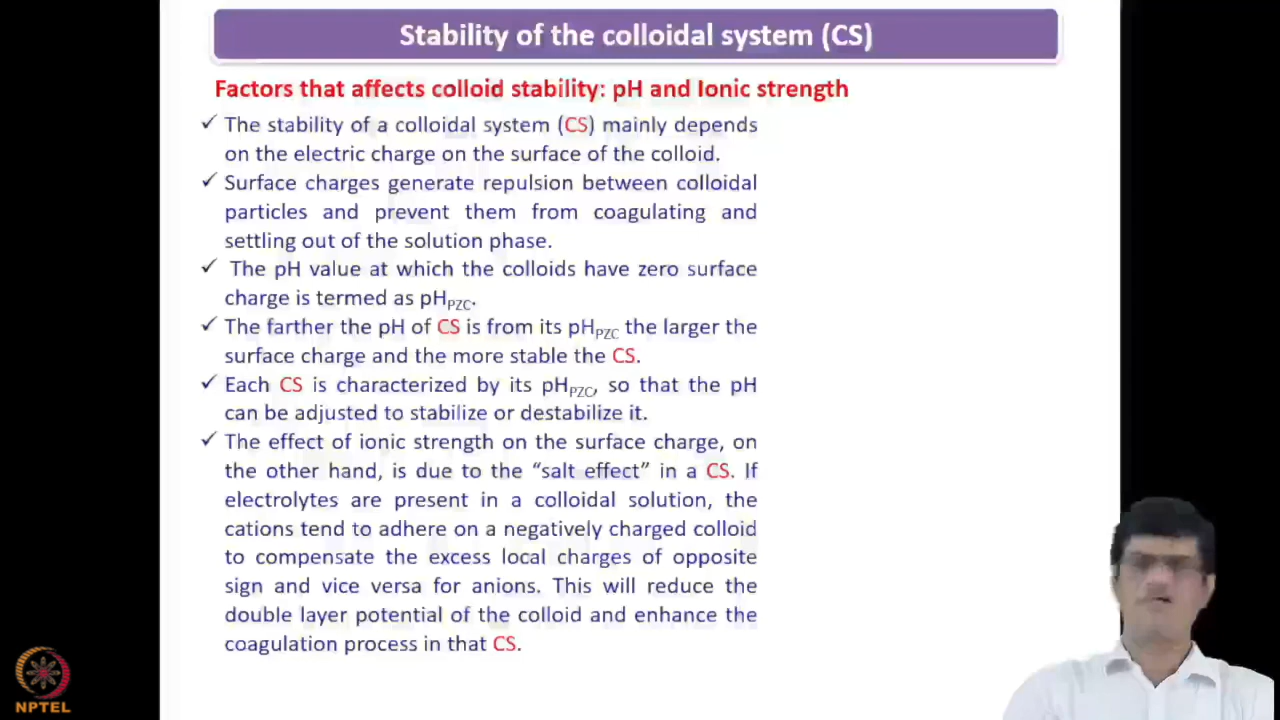 Stability of the colloidal system (CS)
Factors that affects colloid stability: pH and Ionic strength
✓ The stability of a colloidal system (CS) mainly depends
on the electric charge on the surface of the colloid.
✓ Surface charges generate repulsion between colloidal
particles and prevent them from coagulating and
settling out of the solution phase.
✓ The pH value at which the colloids have zero surface
charge is termed as pHPZC.
✓ The farther the pH of CS is from its pHPZC the larger the
surface charge and the more stable the CS.
✓ Each CS is characterized by its pHPZC, so that the pH
can be adjusted to stabilize or destabilize it.
✓ The effect of ionic strength on the surface charge, on
the other hand, is due to the “salt effect” in a CS. If
electrolytes are present in a colloidal solution, the
cations tend to adhere on a negatively charged colloid
to compensate the excess local charges of opposite
sign and vice versa for anions. This will reduce the
double layer potential of the colloid and enhance the
coagulation process in that CS.
NPTEL